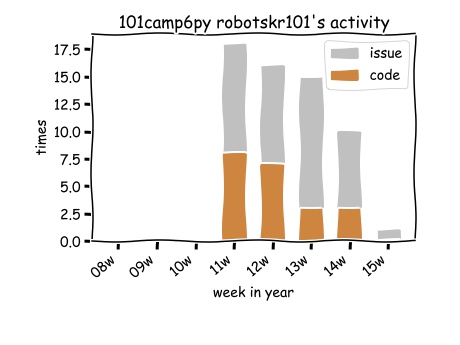 101camp6py robotskr101's activity
issue
code
17.5
15.0
12.5
10.0
7.5
5.0
2.5
0.0
times
08w 09w 10w 11w 12w 13w 14w 15w
week in year